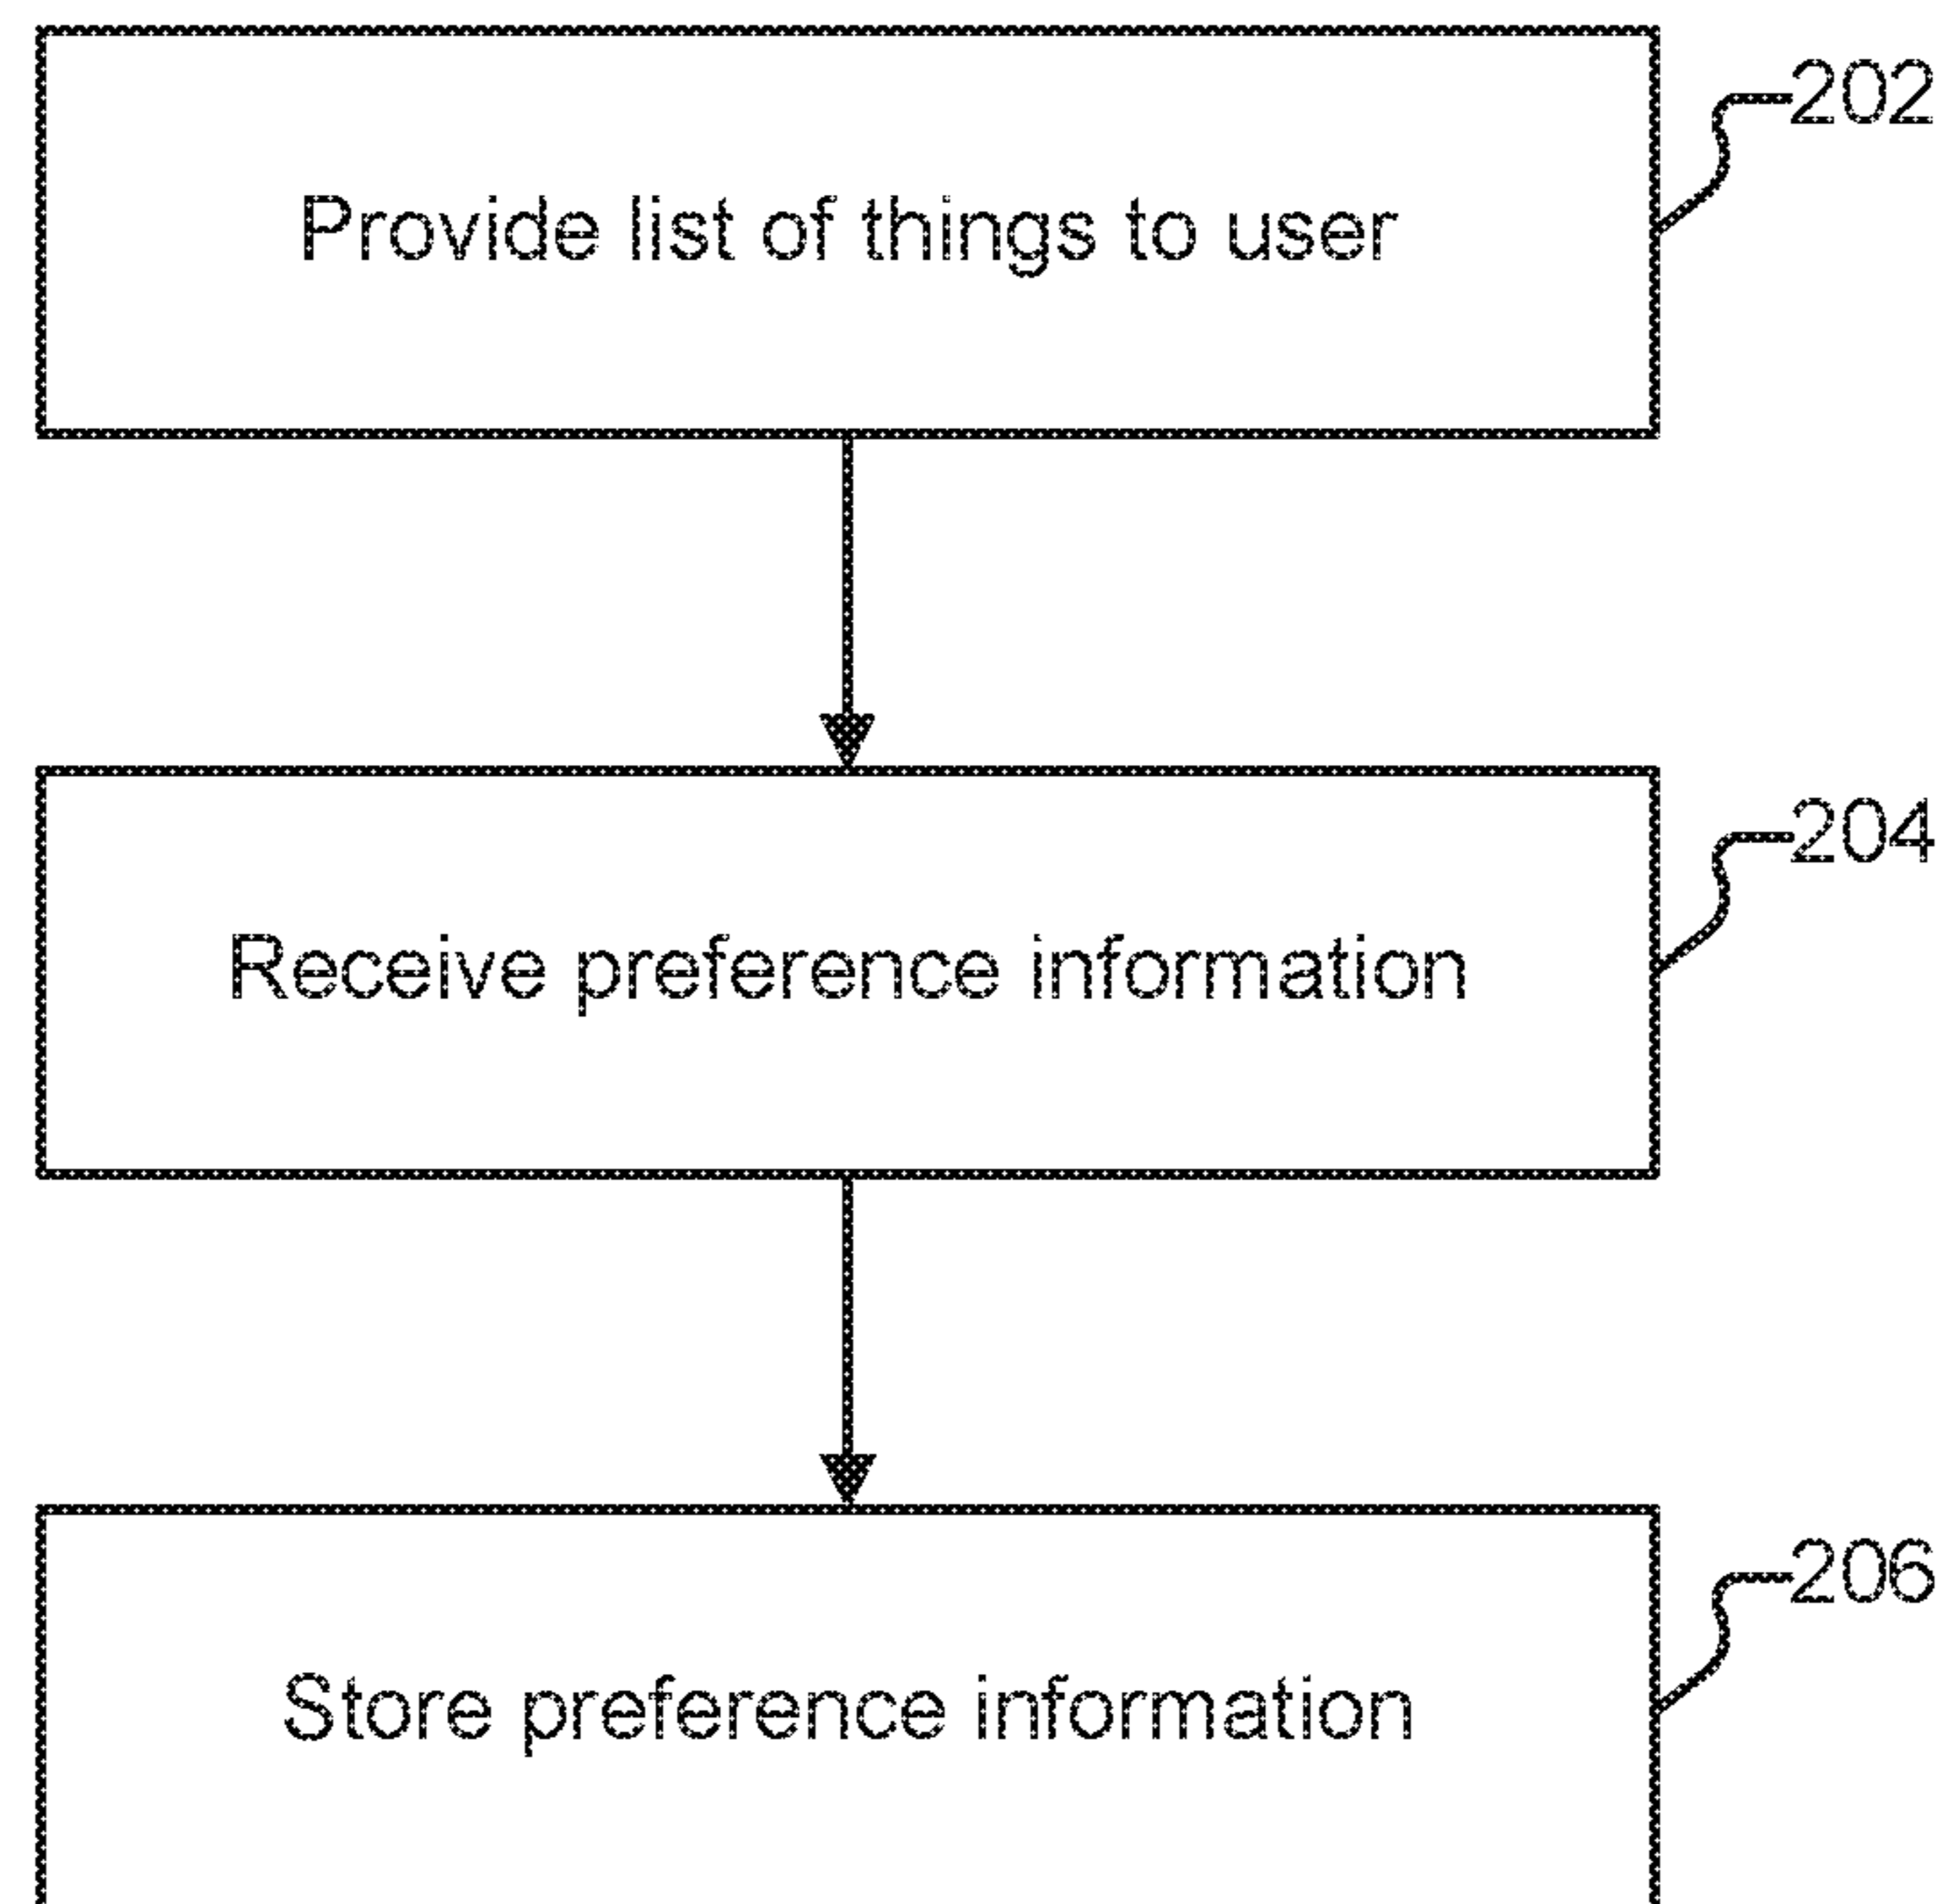 202
Provide list of things to user
204
Receive preference information
206
Store preference information